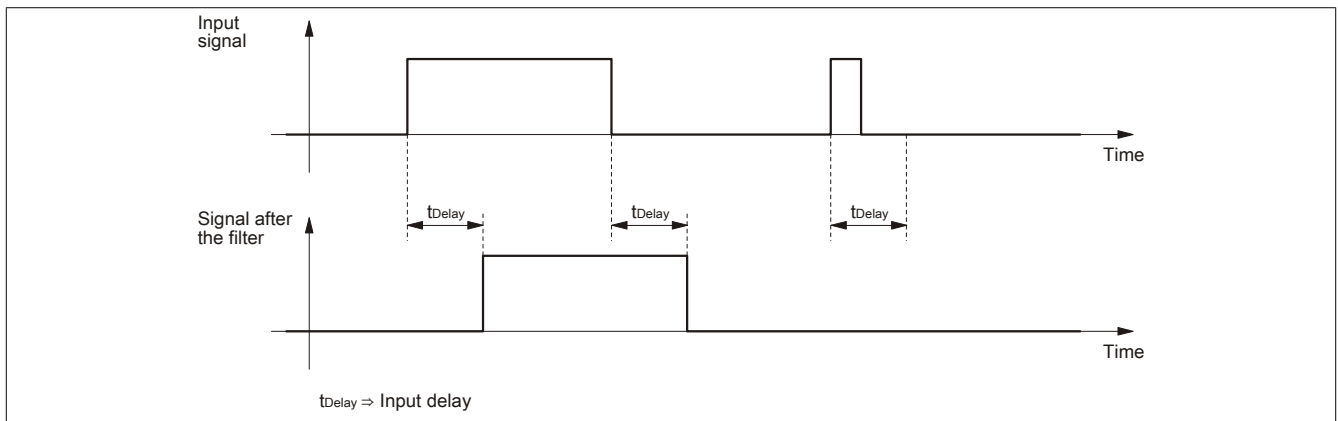 Input
signal
Time
tDelay
tDelay
tDelay
Signal after
the filter
Time
tDelay ⇒ Input delay